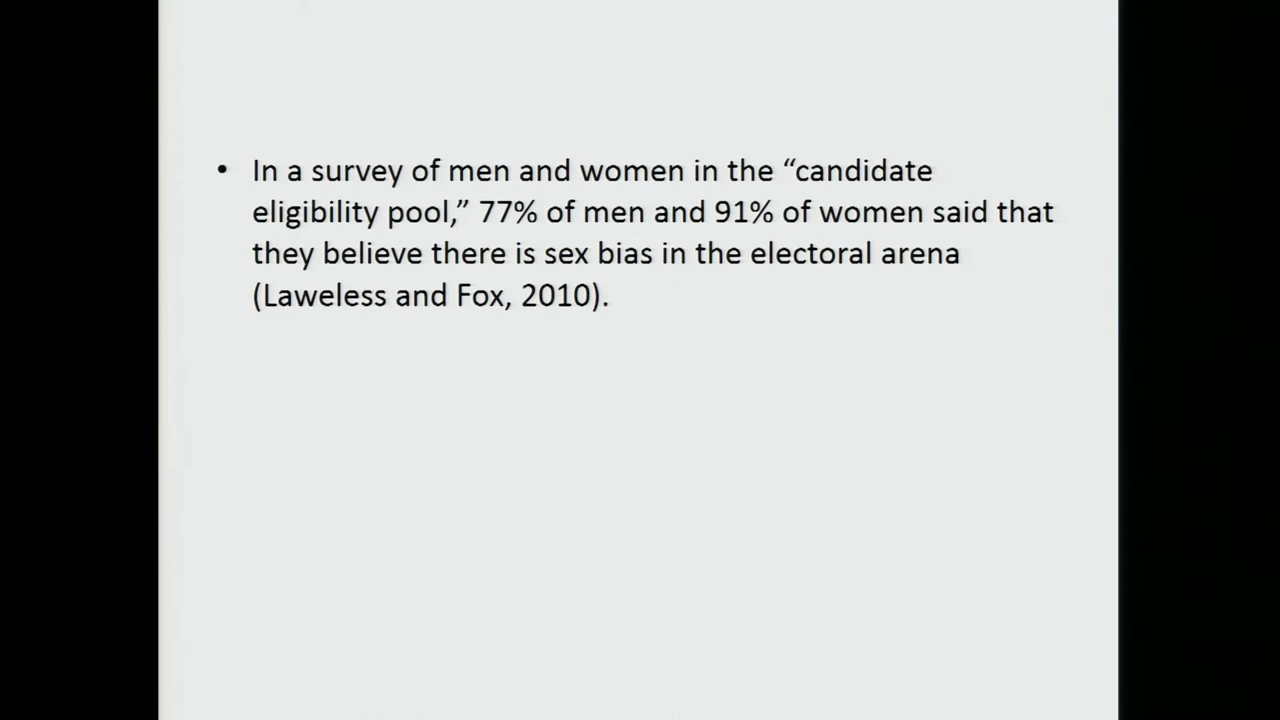 • In a survey of men and women in the “candidate
eligibility pool,” 77% of men and 91% of women said that
they believe there is sex bias in the electoral arena
(Laweless and Fox, 2010).